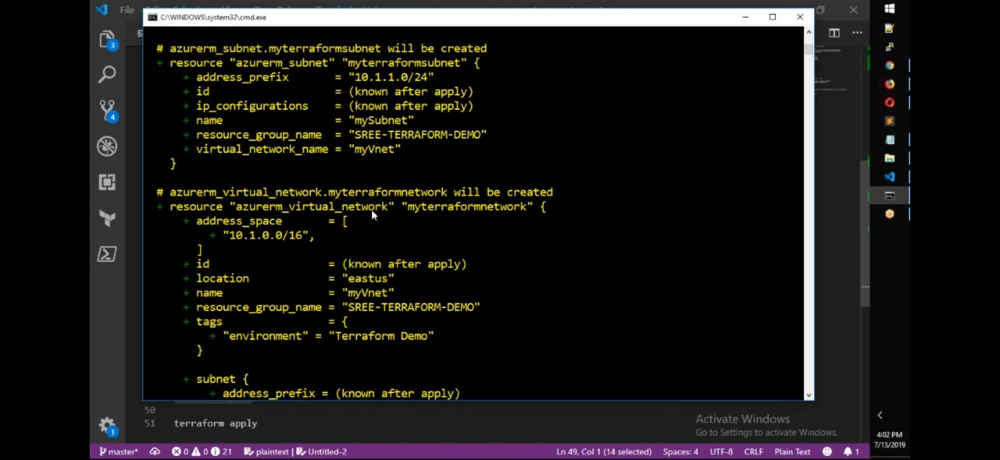 File
C:\WINDOWS\system32\cmd.exe
# azurerm_subnet.myterraformsubnet will be created
+ resource "azurerm_subnet" "myterraformsubnet" {
+ address_prefix = "10.1.1.0/24"
+ id = (known after apply)
+ ip_configurations = (known after apply)
+ name = "mySubnet"
+ resource_group_name = "SREE-TERRAFORM-DEMO"
+ virtual_network_name = "myVnet"
}
# azurerm_virtual_network.myterraformnetwork will be created
+ resource "azurerm_virtual_network" "myterraformnetwork" {
+ address_space = [
+ "10.1.0.0/16",
]
+ id = (known after apply)
+ location = "eastus"
+ name = "myVnet"
+ resource_group_name = "SREE-TERRAFORM-DEMO"
+ tags = {
+ "environment" = "Terraform Demo"
}
+ subnet {
+ address_prefix = (known after apply)
50
51 terraform apply
Activate Windows
Go to Settings to activate Windows.
3
4
1
master* 0 0 21 plaintext | Untitled-2 Ln 49, Col 1 (14 selected) Spaces: 4 UTF-8 CRLF Plain Text 1
4:02 PM
7/13/2019